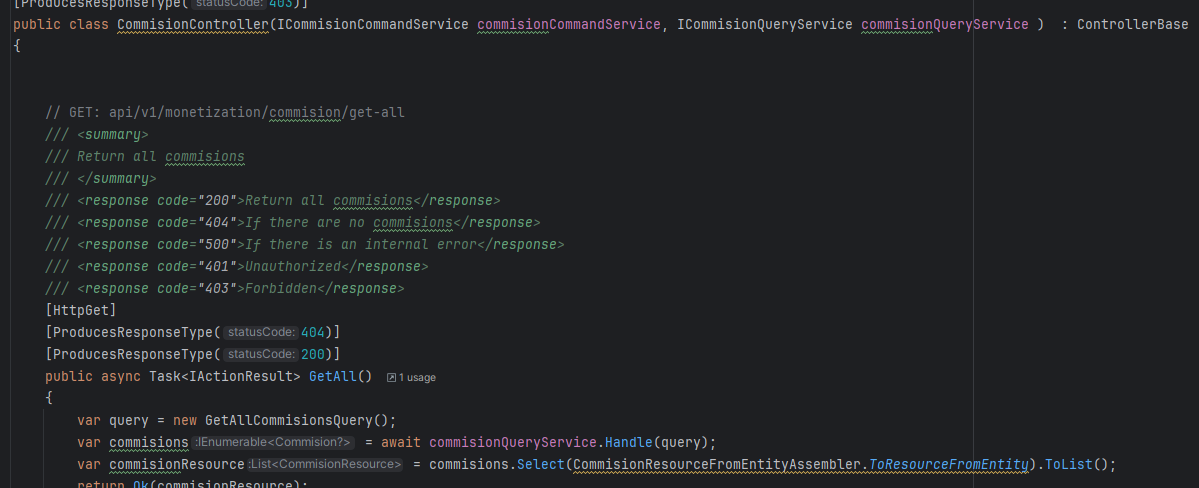 [ProducesResponseType( statusCode: 403)]
public class CommisionController(ICommisionCommandService commisionCommandService, ICommisionQueryService commisionQueryService )  : ControllerBase
{
// GET: api/v1/monetization/commision/get-all
/// <summary>
/// Return all commisions
/// </summary>
/// <response code="200">Return all commisions</response>
/// <response code="404">If there are no commisions</response>
/// <response code="500">If there is an internal error</response>
/// <response code="401">Unauthorized</response>
/// <response code="403">Forbidden</response>
[HttpGet]
[ProducesResponseType( statusCode: 404)]
[ProducesResponseType( statusCode: 200)]
public async Task<IActionResult> GetAll() 1 usage
{
var query = new GetAllCommisionsQuery();
var commisions :IEnumerable<Commision?> = await commisionQueryService.Handle(query);
var commisionResource :List<CommisionResource> = commisions.Select(CommisionResourceFromEntityAssembler.ToResourceFromEntity).ToList();
return Ok(commisionResource);